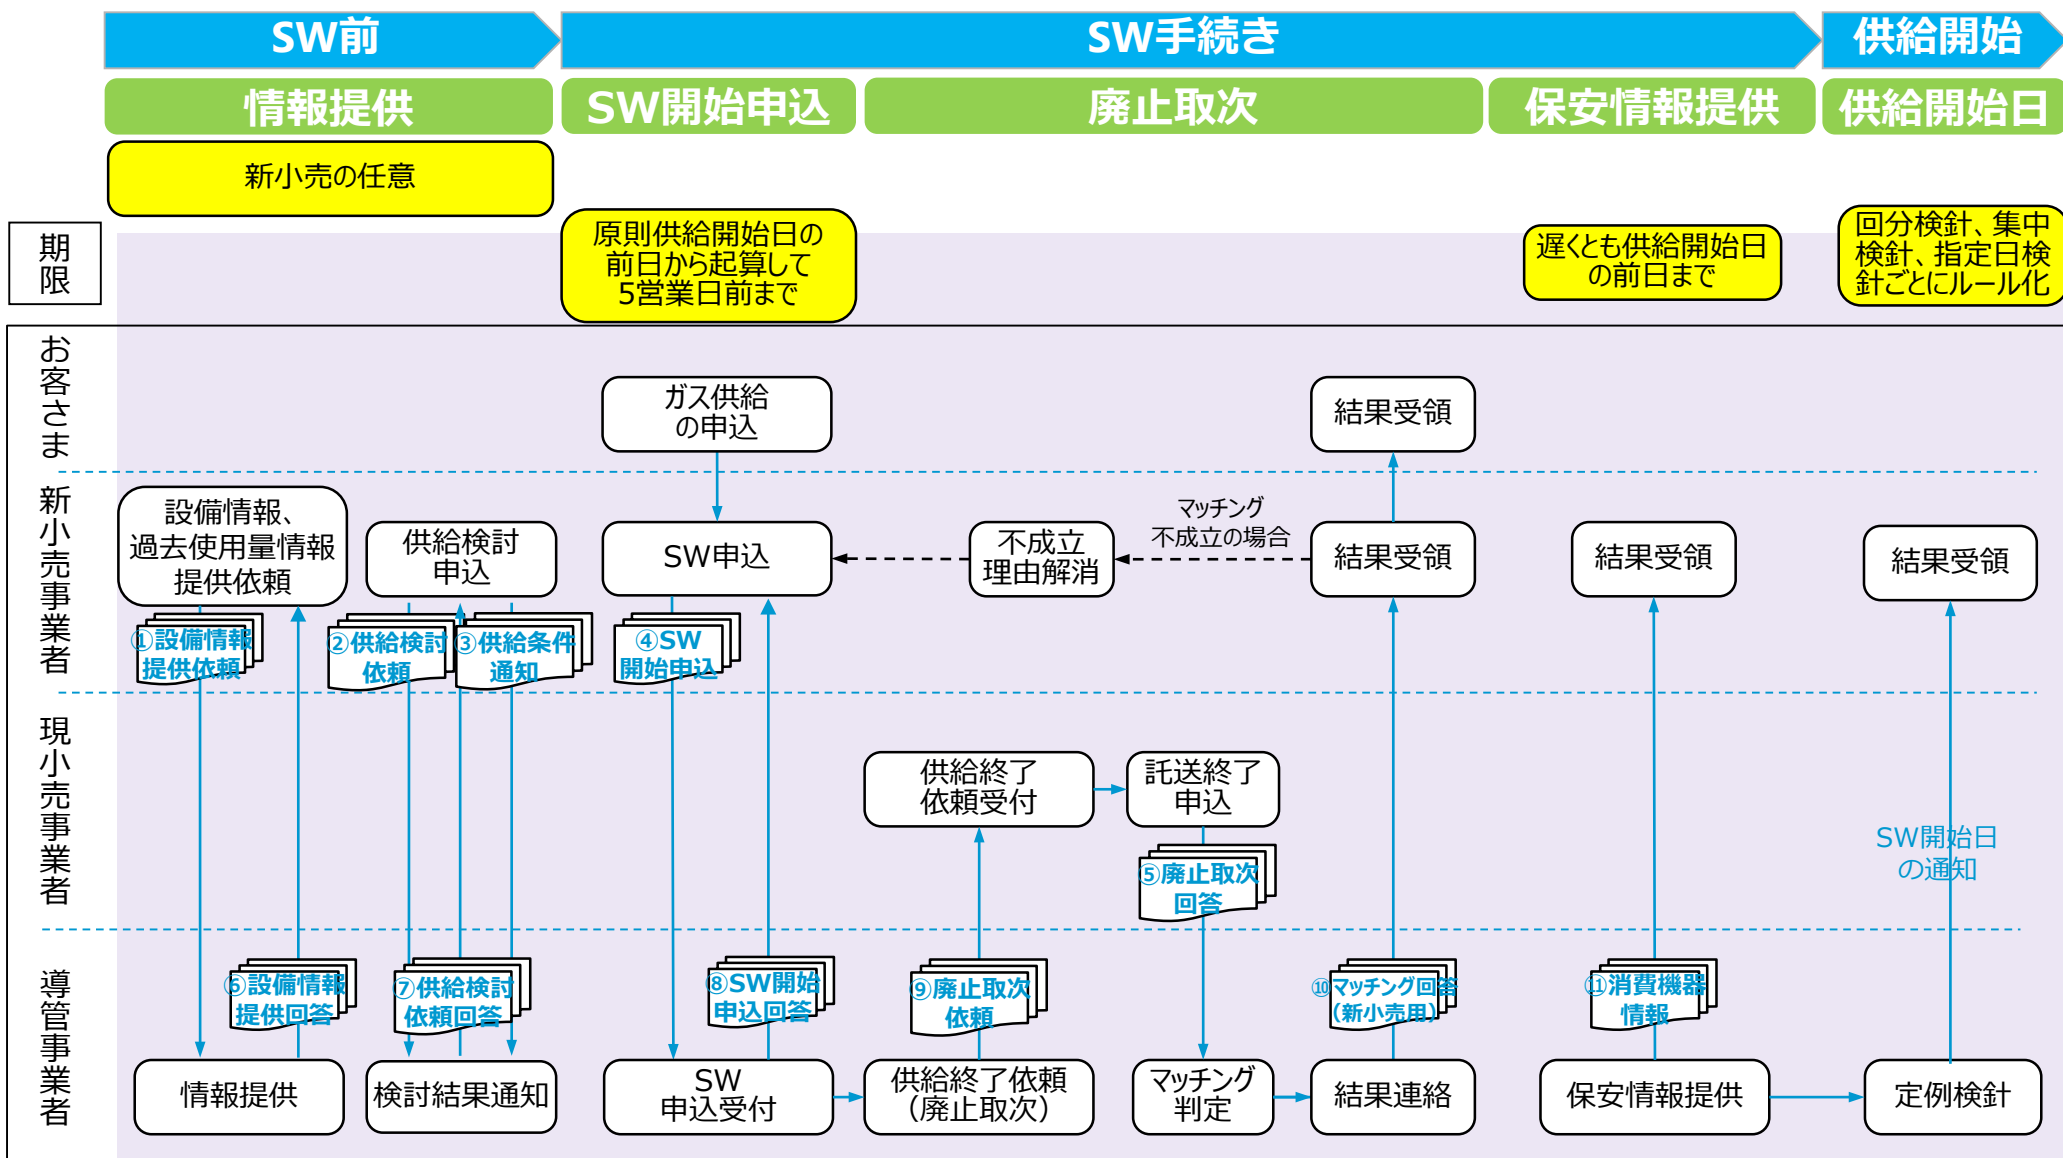 SW前
SW手続き
供給開始
情報提供
SW開始申込
廃止取次
保安情報提供
供給開始日
新小売の任意
期
限
原則供給開始日の
前日から起算して
5営業日前まで
遅くとも供給開始日
の前日まで
回分検針、集中
検針、指定日検
針ごとにルール化
お客さま
ガス供給
の申込
結果受領
新小売事業者
設備情報、
過去使用量情報
提供依頼
供給検討
申込
SW申込
不成立
理由解消
マッチング
不成立の場合
結果受領
結果受領
結果受領
①設備情報
提供依頼
②供給検討
依頼
③供給条件
通知
④SW
開始申込
現小売事業者
供給終了
依頼受付
託送終了
申込
⑤廃止取次
回答
SW開始日
の通知
導管事業者
⑥設備情報
提供回答
⑦供給検討
依頼回答
⑧SW開始
申込回答
⑨廃止取次
依頼
⑩マッチング回答
(新小売用)
⑪消費機器
情報
情報提供
検討結果通知
SW
申込受付
供給終了依頼
(廃止取次)
マッチング
判定
結果連絡
保安情報提供
定例検針